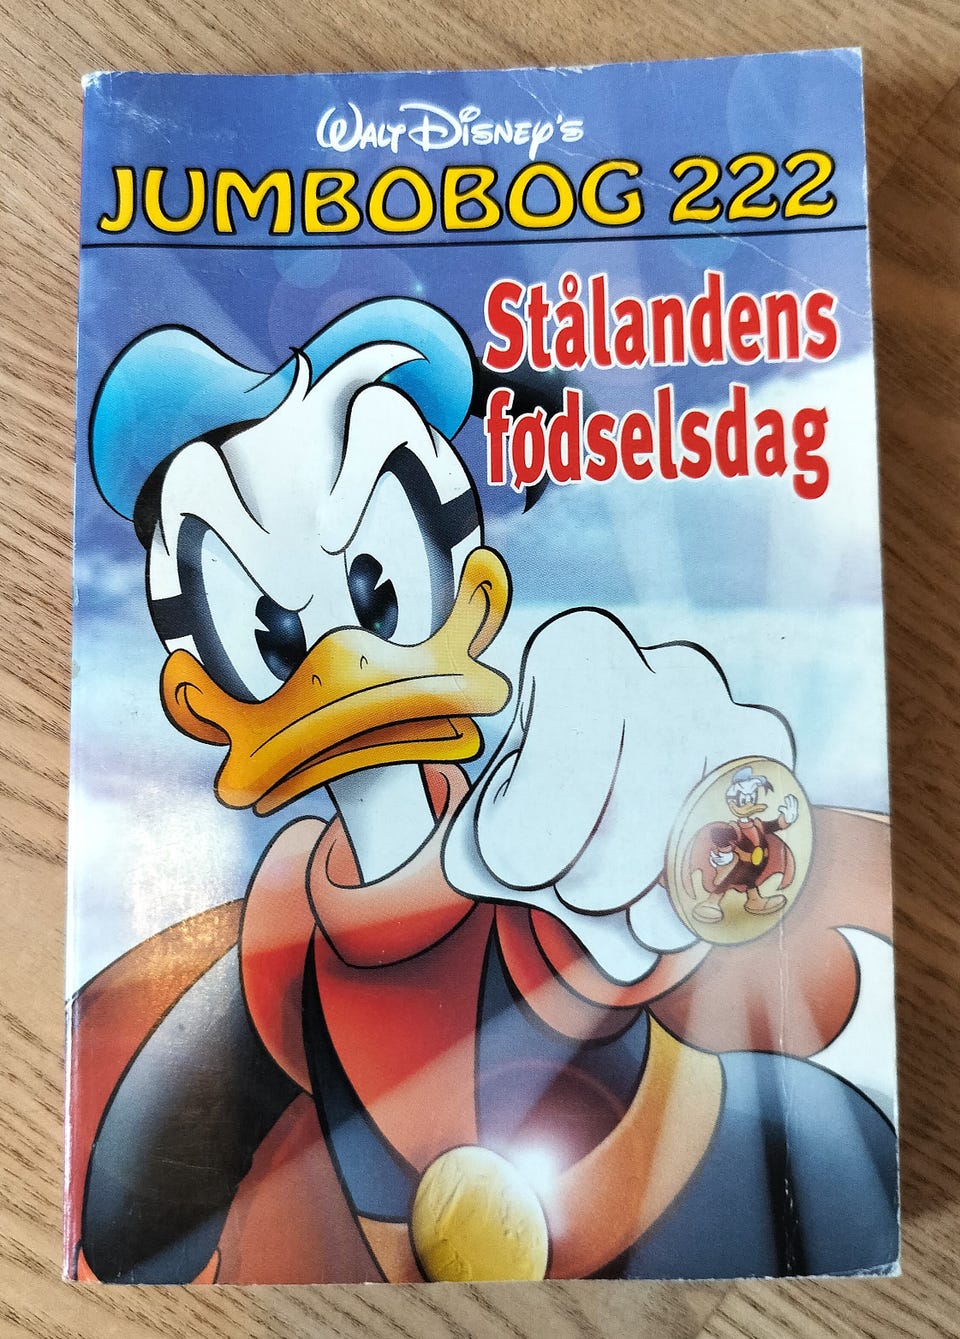 WALT DISNEY'S
JUMBOBOG 222
Stålandens
fødselsdag